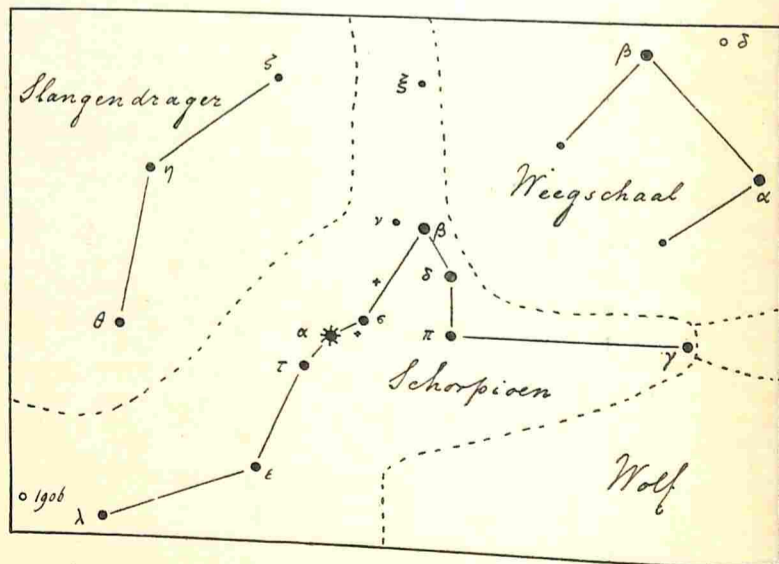 ζ
Slangendrager
η
θ
ξ
ν
β
δ
ϵ
α
τ
π
γ
Schorpioen
ε
λ
1906
β
δ
Weegschaal
α
Wolf